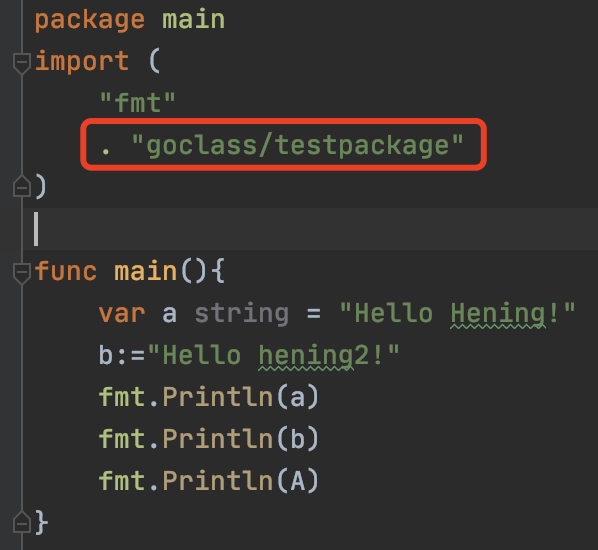 package main
import (
    "fmt"
    . "goclass/testpackage"
)
func main(){
    var a string = "Hello Hening!"
    b:="Hello hening2!"
    fmt.Println(a)
    fmt.Println(b)
    fmt.Println(A)
}